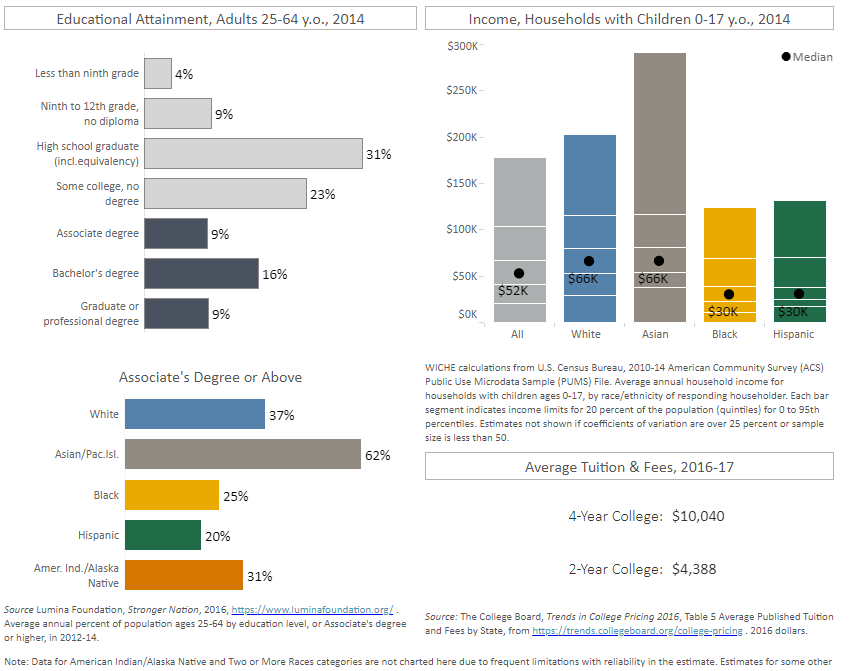 Educational Attainment, Adults 25-64 y.o., 2014
Less than ninth grade
4%
Ninth to 12th grade,
no diploma
9%
High school graduate
(incl.equivalency)
31%
Some college, no
degree
23%
Associate degree
9%
Bachelor's degree
16%
Graduate or
professional degree
9%
Associate's Degree or Above
White
37%
Asian/Pac.Isl.
62%
Black
25%
Hispanic
20%
Amer. Ind./Alaska
Native
31%
Source Lumina Foundation, Stronger Nation, 2016, https://www.luminafoundation.org/ .
Average annual percent of population ages 25-64 by education level, or Associate's degree
or higher, in 2012-14.
Income, Households with Children 0-17 y.o., 2014
Median
$300K
$250K
$200K
$150K
$100K
$50K
$0K
$52K
$66K
$66K
$30K
$30K
All
White
Asian
Black
Hispanic
WICHE calculations from U.S. Census Bureau, 2010-14 American Community Survey (ACS)
Public Use Microdata Sample (PUMS) File. Average annual household income for
households with children ages 0-17, by race/ethnicity of responding householder. Each bar
segment indicates income limits for 20 percent of the population (quintiles) for 0 to 95th
percentiles. Estimates not shown if coefficients of variation are over 25 percent or sample
size is less than 50.
Average Tuition & Fees, 2016-17
4-Year College: $10,040
2-Year College: $4,388
Source: The College Board, Trends in College Pricing 2016, Table 5 Average Published Tuition
and Fees by State, from https://trends.collegeboard.org/college-pricing . 2016 dollars.
Note: Data for American Indian/Alaska Native and Two or More Races categories are not charted here due to frequent limitations with reliability in the estimate. Estimates for some other